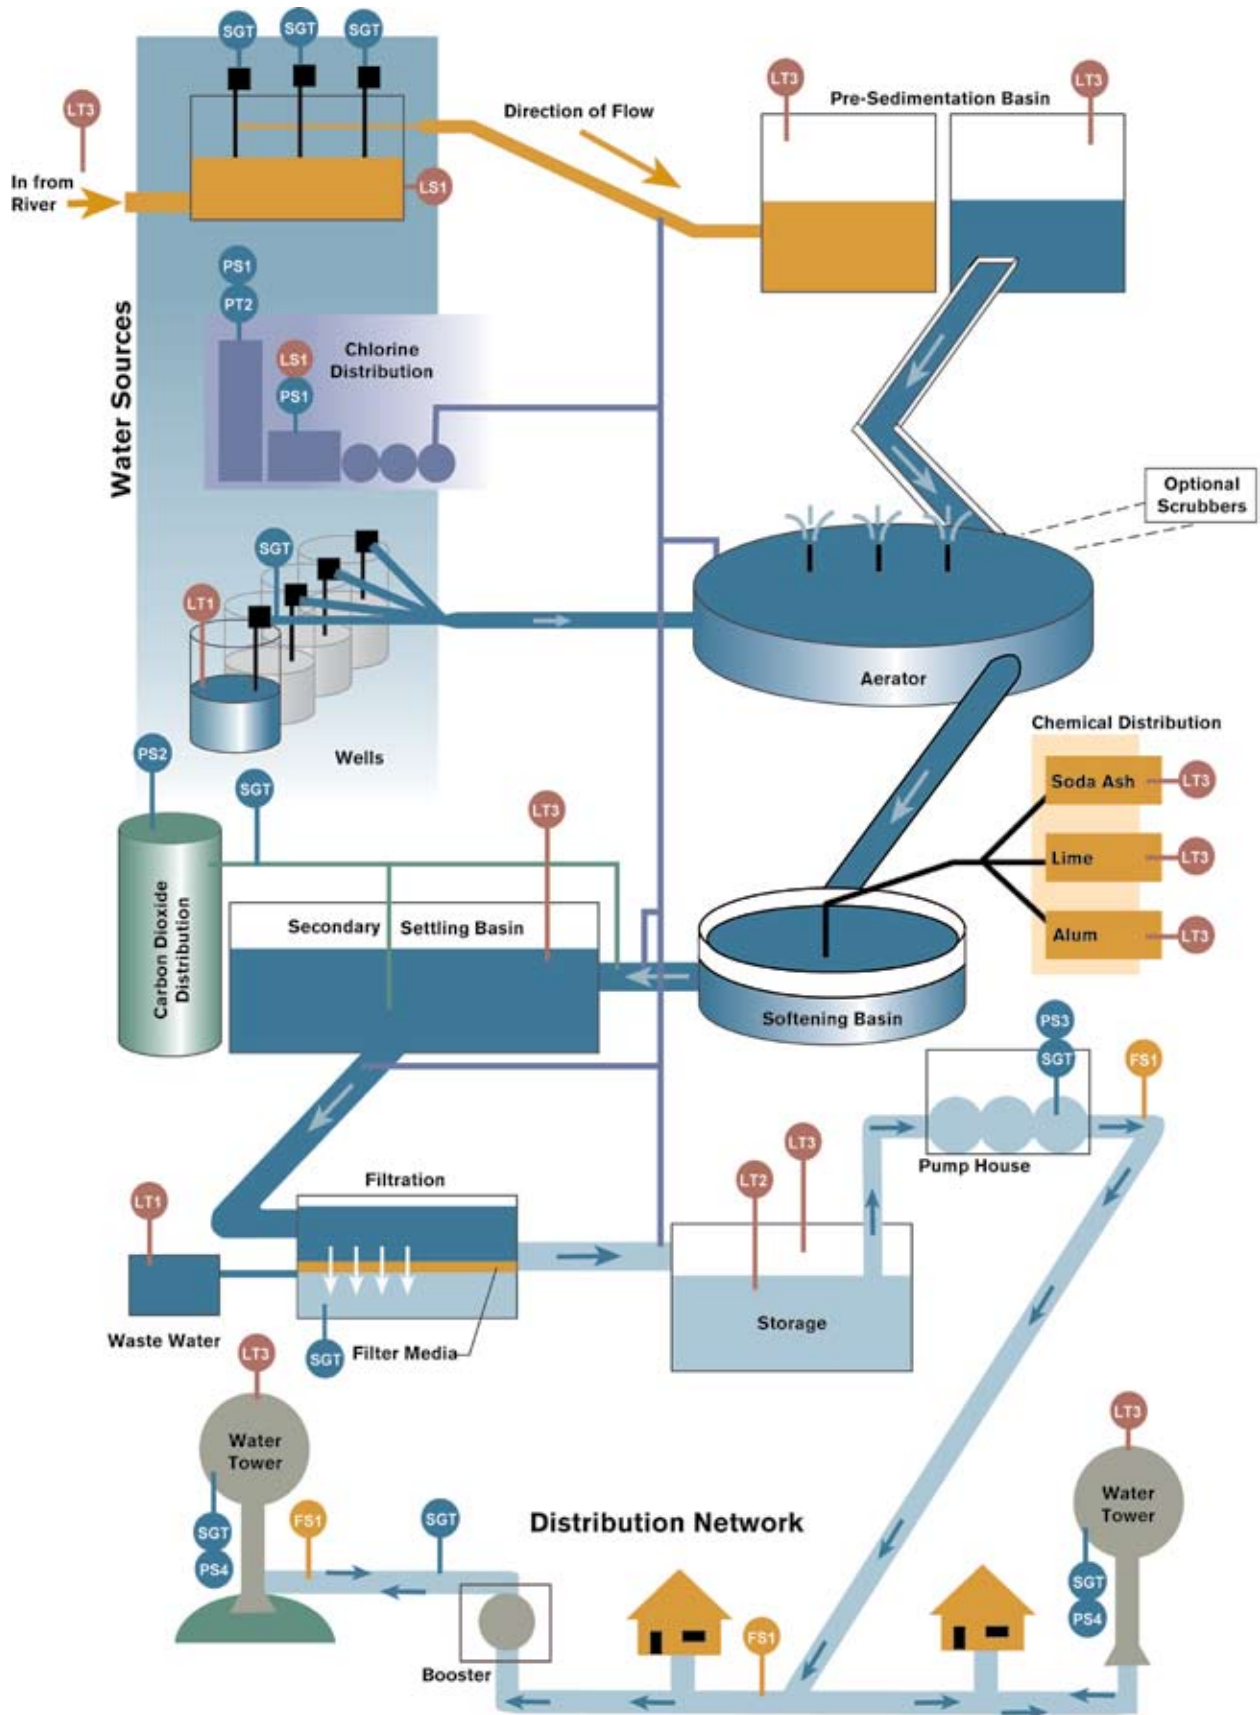 SGT
SGT
SGT
LT3
LT3
LT3
Direction of Flow
Pre-Sedimentation Basin
In from
River
LS1
PS1
PT2
Water Sources
LS1
PS1
Chlorine
Distribution
Optional
Scrubbers
SGT
LT1
Aerator
Wells
Chemical Distribution
PS2
SGT
LT3
Soda Ash
LT3
Lime
LT3
Alum
LT3
Carbon Dioxide
Distribution
Secondary
Settling Basin
Softening Basin
PS3
SGT
FS1
Pump House
LT3
LT2
Filtration
LT1
Storage
Waste Water
SGT
Filter Media
LT3
LT3
Water
Tower
Water
Tower
SGT
PS4
FS1
SGT
Distribution Network
SGT
PS4
FS1
Booster